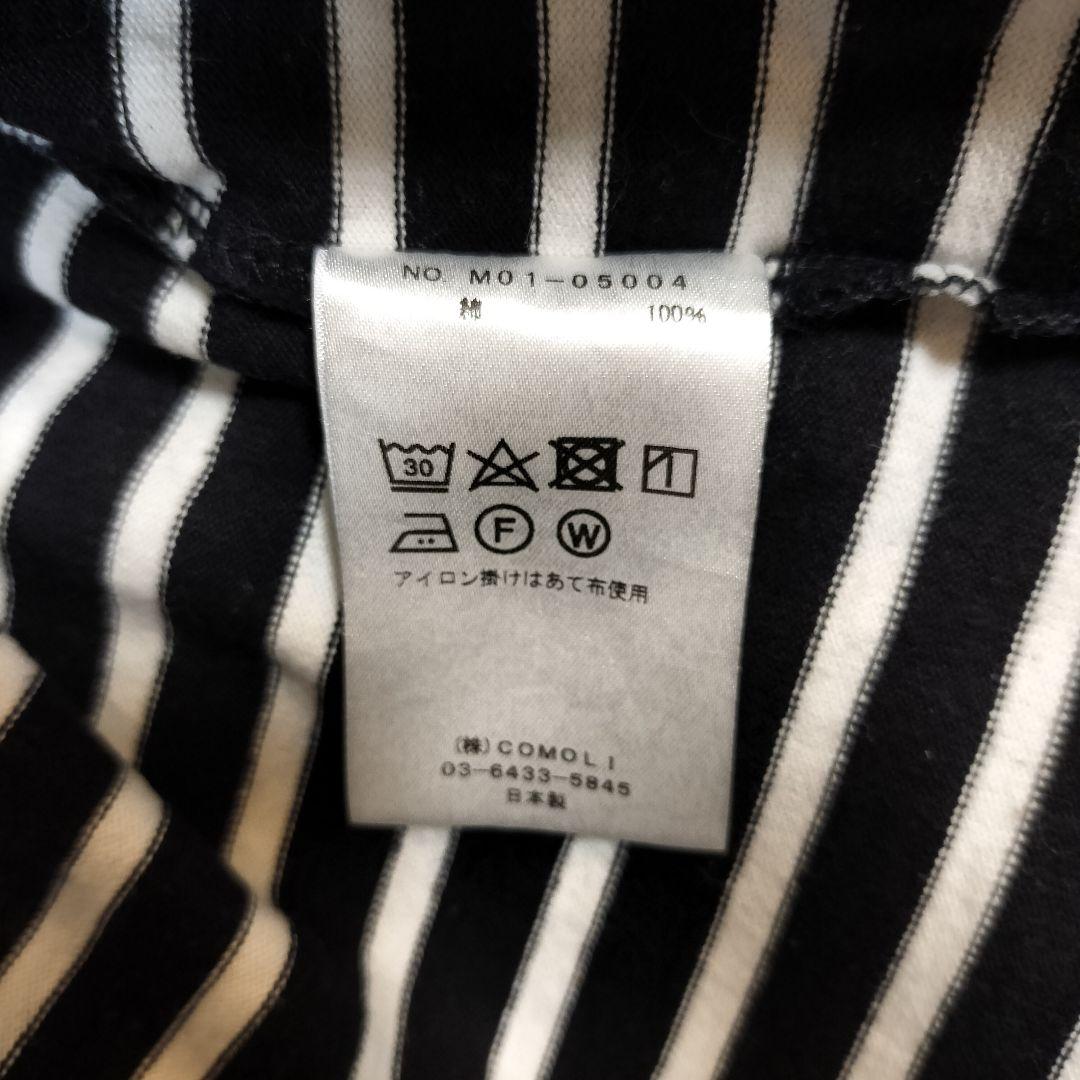 NO. M01-05004
綿 100%
30
F W
アイロン掛けはあて布使用
(株)COMOLI
03-6433-5845
日本製